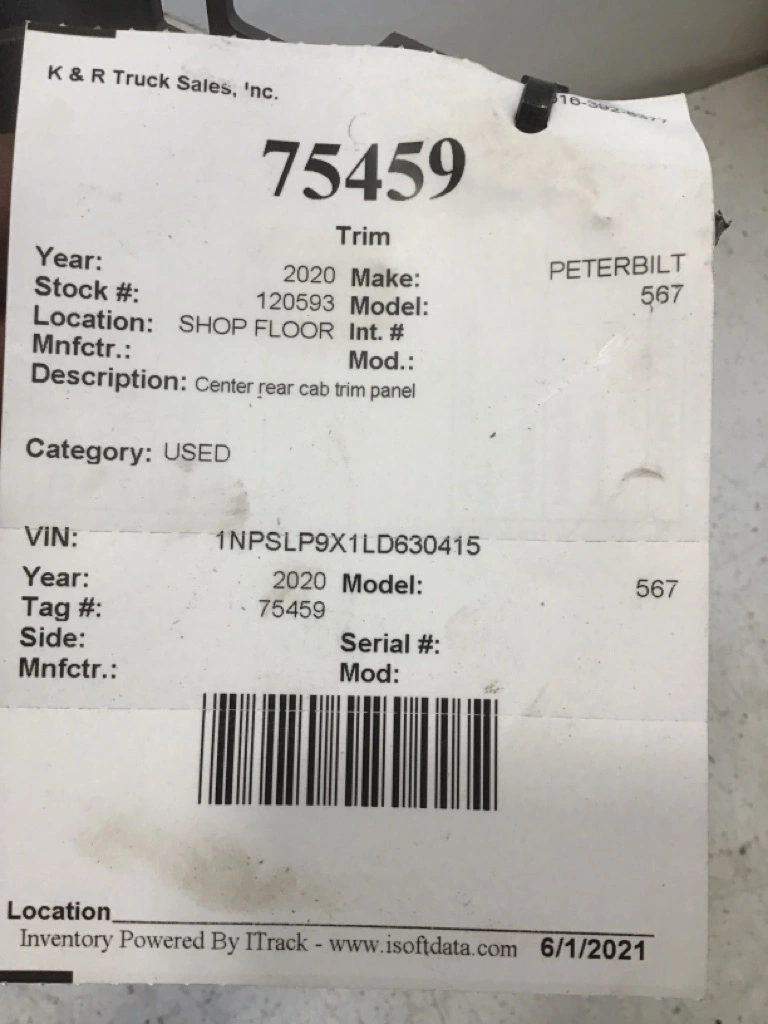 K & R Truck Sales, Inc.
75459
Trim
Year: 2020 Make: PETERBILT
Stock #: 120593 Model: 567
Location: SHOP FLOOR Int. #
Mnfctr.: Mod.:
Description: Center rear cab trim panel
Category: USED
VIN: 1NPSLP9X1LD630415
Year: 2020 Model: 567
Tag #: 75459
Side: Serial #:
Mnfctr.: Mod:
Location
Inventory Powered By ITrack - www.isoftdata.com 6/1/2021